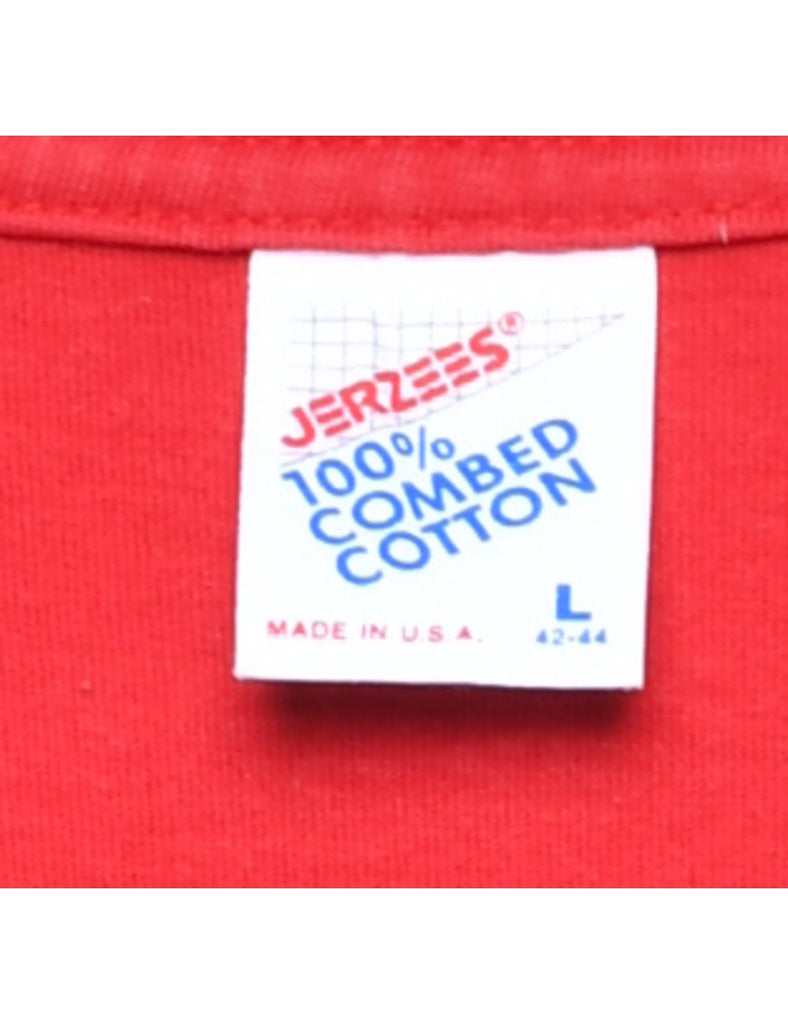 JERZEES®
100%
COMBED
COTTON
L
MADE IN U.S.A.
42-44